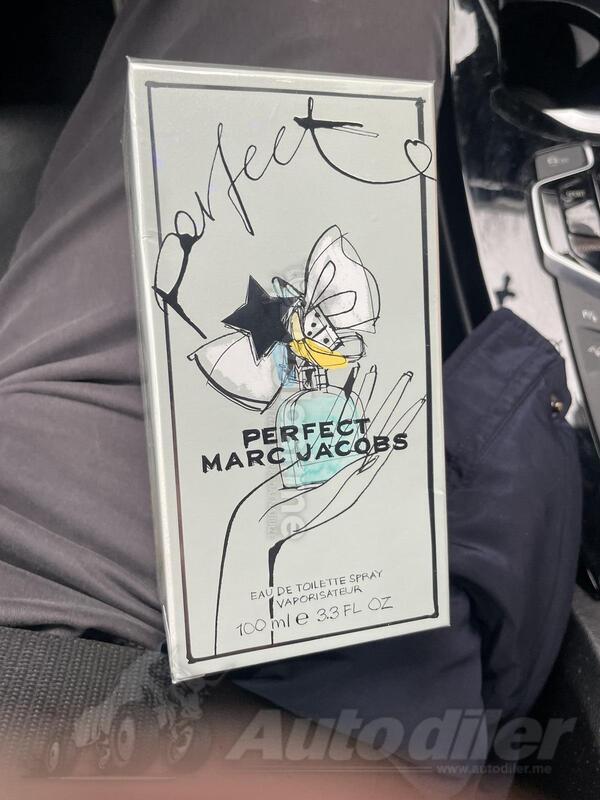 Perfect
PERFECT
MARC JACOBS
EAU DE TOILETTE SPRAY
VAPORISATEUR
100 ml e 3.3 FL OZ
Autodiler
www.autodiler.me